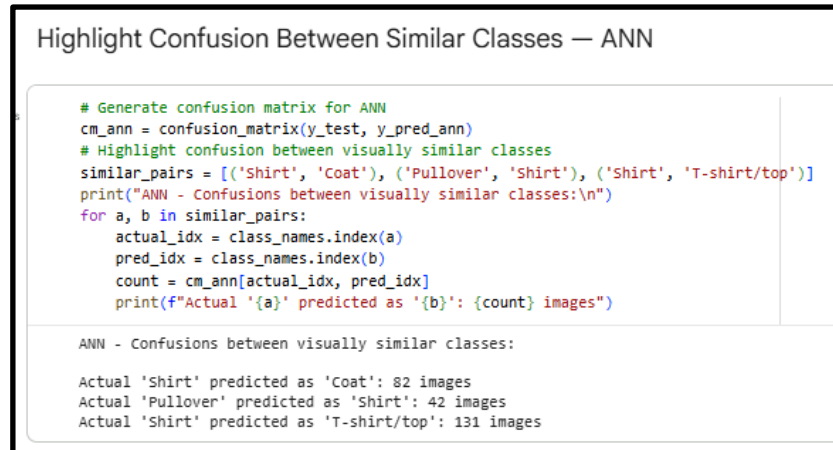 Highlight Confusion Between Similar Classes — ANN
# Generate confusion matrix for ANN
cm_ann = confusion_matrix(y_test, y_pred_ann)
# Highlight confusion between visually similar classes
similar_pairs = [('Shirt', 'Coat'), ('Pullover', 'Shirt'), ('Shirt', 'T-shirt/top')]
print("ANN - Confusions between visually similar classes:\n")
for a, b in similar_pairs:
    actual_idx = class_names.index(a)
    pred_idx = class_names.index(b)
    count = cm_ann[actual_idx, pred_idx]
    print(f"Actual '{a}' predicted as '{b}': {count} images")
ANN - Confusions between visually similar classes:
Actual 'Shirt' predicted as 'Coat': 82 images
Actual 'Pullover' predicted as 'Shirt': 42 images
Actual 'Shirt' predicted as 'T-shirt/top': 131 images